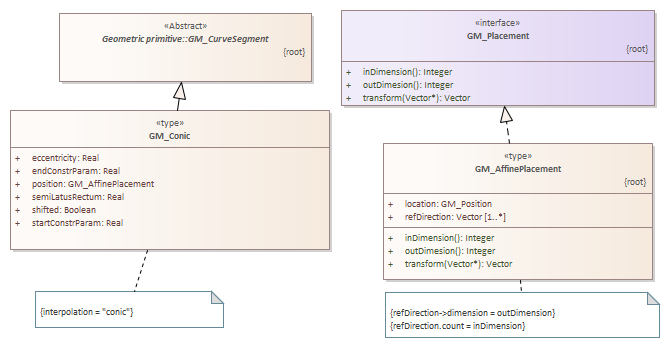 «Abstract»
Geometric primitive::GM_CurveSegment
{root}
«type»
GM_Conic
+ eccentricity: Real
+ endConstrParam: Real
+ position: GM_AffinePlacement
+ semiLatusRectum: Real
+ shifted: Boolean
+ startConstrParam: Real
{interpolation = "conic"}
«interface»
GM_Placement
{root}
+ inDimension(): Integer
+ outDimesion(): Integer
+ transform(Vector*): Vector
«type»
GM_AffinePlacement
{root}
+ location: GM_Position
+ refDirection: Vector [1..*]
+ inDimension(): Integer
+ outDimesion(): Integer
+ transform(Vector*): Vector
{refDirection->dimension = outDimension}
{refDirection.count = inDimension}